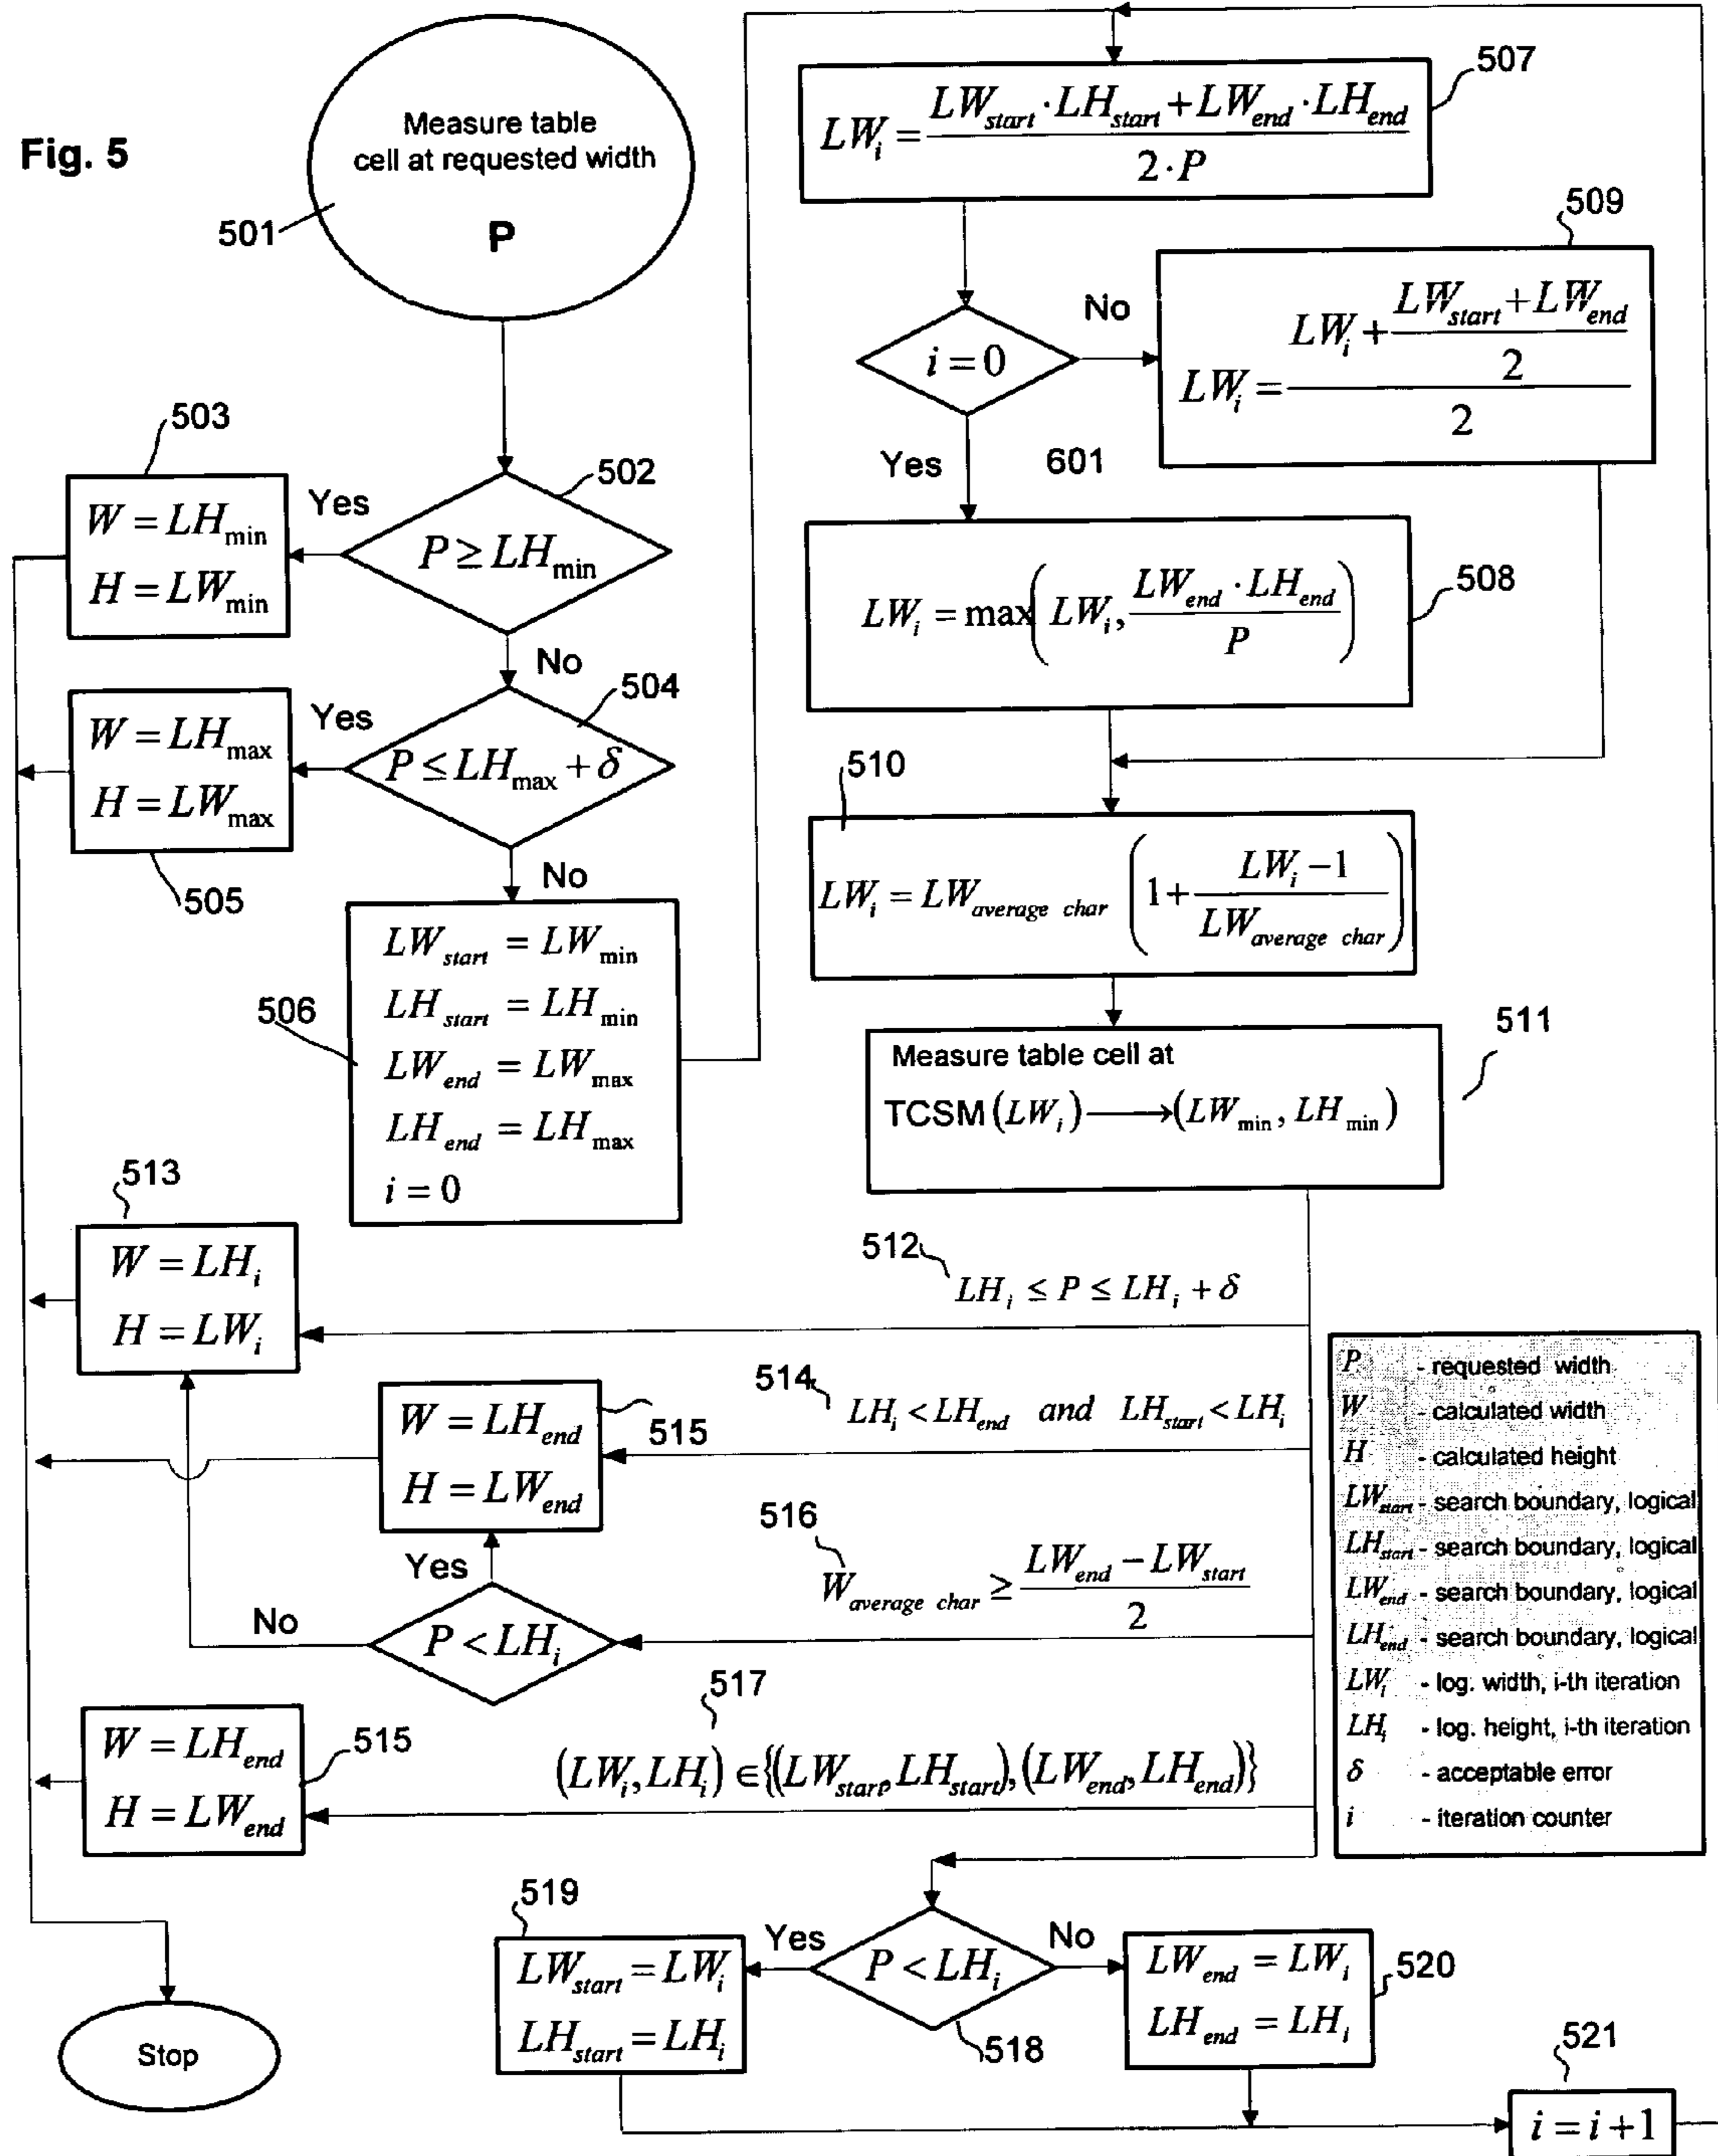 Fig. 5
Measure table
cell at requested width
P
501
502
P ≥ LH_min
Yes
503
W = LH_min
H = LW_min
No
504
P ≤ LH_max + δ
Yes
W = LH_max
H = LW_max
505
No
506
LW_start = LW_min
LH_start = LH_min
LW_end = LW_max
LH_end = LH_max
i = 0
507
LW_i = (LW_start · LH_start + LW_end · LH_end) / (2 · P)
i = 0
No
509
LW_i = (LW_i + (LW_start + LW_end) / 2) / 2
Yes
601
508
LW_i = max(LW_i, (LW_end · LH_end) / P)
510
LW_i = LW_average char (1 + (LW_i − 1) / LW_average char)
511
Measure table cell at
TCSM (LW_i) ⟶ (LW_min, LH_min)
512
LH_i ≤ P ≤ LH_i + δ
513
W = LH_i
H = LW_i
514
LH_i < LH_end and LH_start < LH_i
515
W = LH_end
H = LW_end
516
W_average char ≥ (LW_end − LW_start) / 2
Yes
No
P < LH_i
517
(LW_i, LH_i) ∈ {(LW_start, LH_start), (LW_end, LH_end)}
515
W = LH_end
H = LW_end
518
P < LH_i
Yes
No
519
LW_start = LW_i
LH_start = LH_i
520
LW_end = LW_i
LH_end = LH_i
521
i = i + 1
Stop
P - requested width
W - calculated width
H - calculated height
LW_start - search boundary, logical
LH_start - search boundary, logical
LW_end - search boundary, logical
LH_end - search boundary, logical
LW_i - log. width, i-th iteration
LH_i - log. height, i-th iteration
δ - acceptable error
i - iteration counter